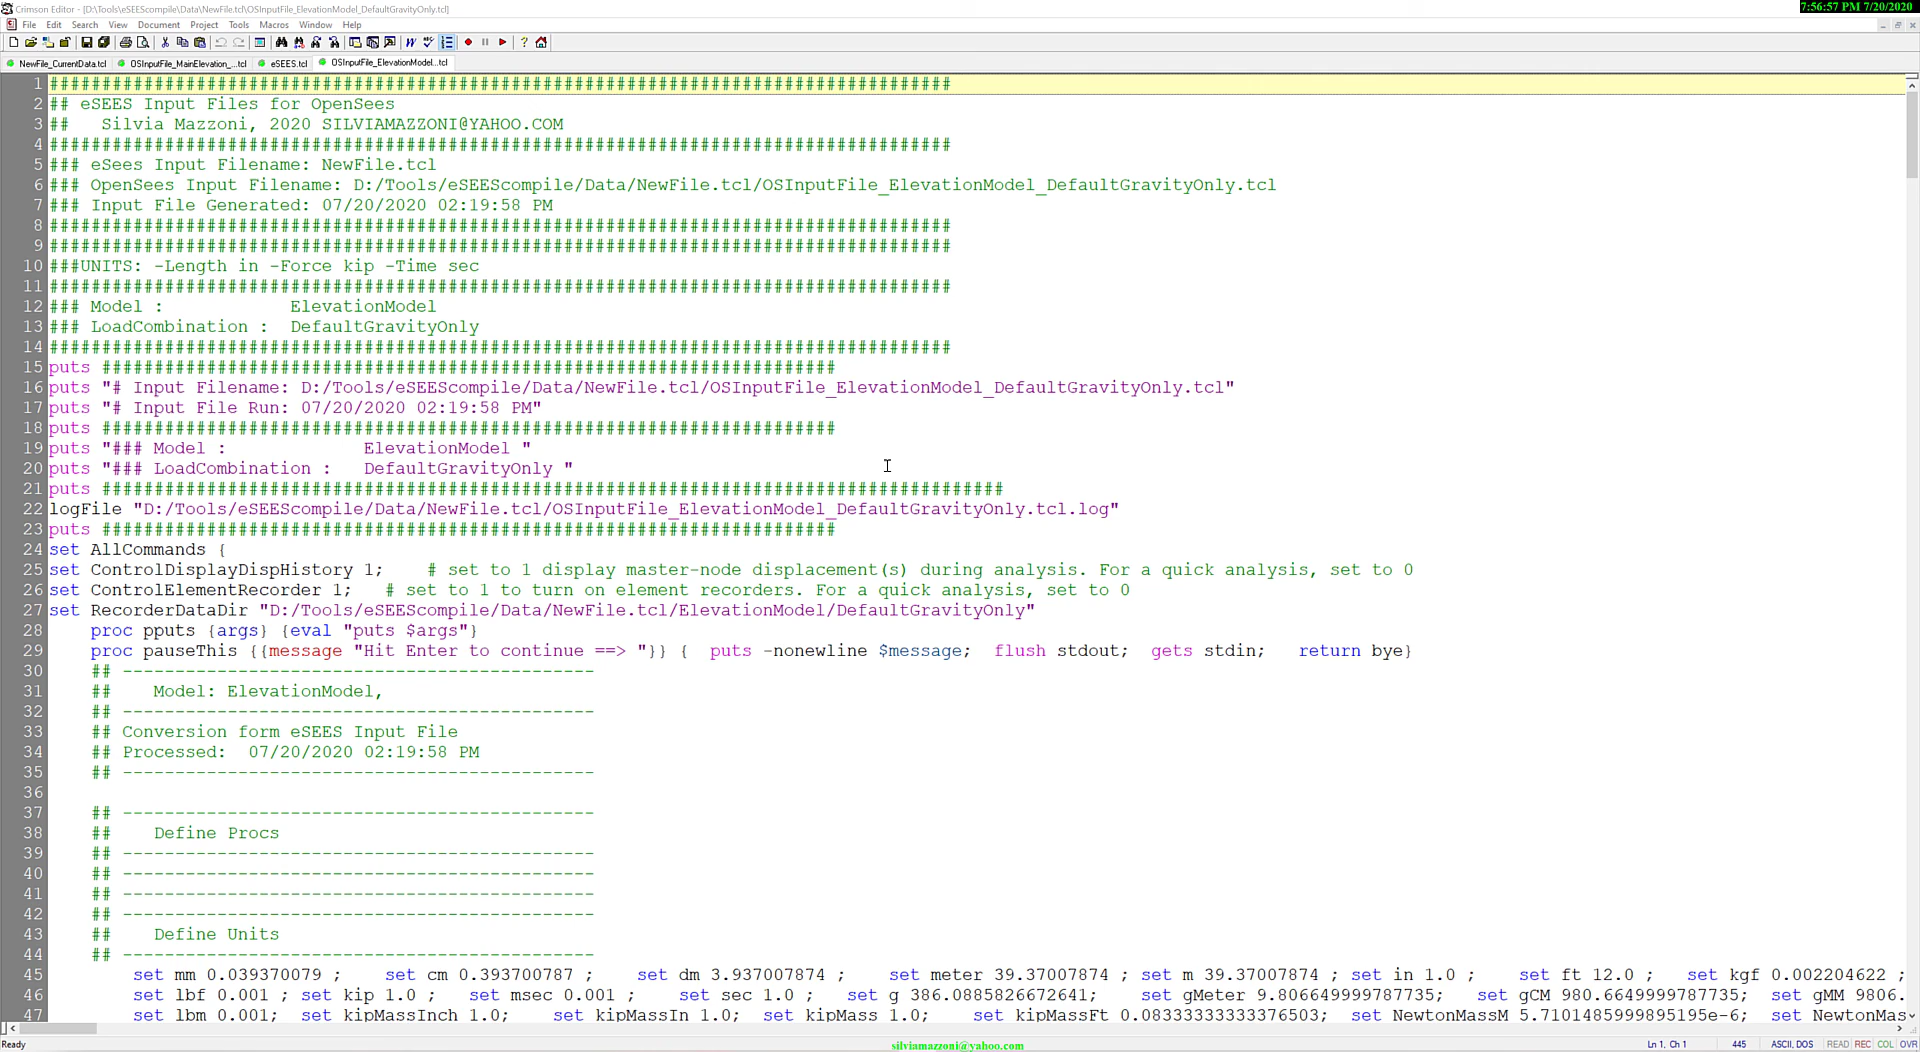 Crimson Editor - [D:\Tools\eSEEScompile\Data\NewFile.tcl\OSInputFile_ElevationModel_DefaultGravityOnly.tcl]
7:56:57 PM 7/20/2020
File Edit Search View Document Project Tools Macros Window Help
NewFile_CurrentData.tcl OSInputFile_MainElevation_...tcl eSEES.tcl OSInputFile_ElevationModel...tcl
1 ######################################################################################
2 ## eSEES Input Files for OpenSees
3 ##   Silvia Mazzoni, 2020 SILVIAMAZZONI@YAHOO.COM
4 ######################################################################################
5 ### eSees Input Filename: NewFile.tcl
6 ### OpenSees Input Filename: D:/Tools/eSEEScompile/Data/NewFile.tcl/OSInputFile_ElevationModel_DefaultGravityOnly.tcl
7 ### Input File Generated: 07/20/2020 02:19:58 PM
8 ######################################################################################
9 ######################################################################################
10 ###UNITS: -Length in -Force kip -Time sec
11 ######################################################################################
12 ### Model :            ElevationModel
13 ### LoadCombination :  DefaultGravityOnly
14 ######################################################################################
15 puts ######################################################################
16 puts "# Input Filename: D:/Tools/eSEEScompile/Data/NewFile.tcl/OSInputFile_ElevationModel_DefaultGravityOnly.tcl"
17 puts "# Input File Run: 07/20/2020 02:19:58 PM"
18 puts ######################################################################
19 puts "### Model :             ElevationModel "
20 puts "### LoadCombination :   DefaultGravityOnly "
21 puts ######################################################################################
22 logFile "D:/Tools/eSEEScompile/Data/NewFile.tcl/OSInputFile_ElevationModel_DefaultGravityOnly.tcl.log"
23 puts ######################################################################
24 set AllCommands {
25 set ControlDisplayDispHistory 1;    # set to 1 display master-node displacement(s) during analysis. For a quick analysis, set to 0
26 set ControlElementRecorder 1;   # set to 1 to turn on element recorders. For a quick analysis, set to 0
27 set RecorderDataDir "D:/Tools/eSEEScompile/Data/NewFile.tcl/ElevationModel/DefaultGravityOnly"
28     proc pputs {args} {eval "puts $args"}
29     proc pauseThis {{message "Hit Enter to continue ==> "}} {  puts -nonewline $message;  flush stdout;  gets stdin;   return bye}
30     ## ---------------------------------------------
31     ##    Model: ElevationModel,
32     ## ---------------------------------------------
33     ## Conversion form eSEES Input File
34     ## Processed:  07/20/2020 02:19:58 PM
35     ## ---------------------------------------------
36
37     ## ---------------------------------------------
38     ##    Define Procs
39     ## ---------------------------------------------
40     ## ---------------------------------------------
41     ## ---------------------------------------------
42     ## ---------------------------------------------
43     ##    Define Units
44     ## ---------------------------------------------
45         set mm 0.039370079 ;    set cm 0.393700787 ;    set dm 3.937007874 ;    set meter 39.37007874 ; set m 39.37007874 ; set in 1.0 ;    set ft 12.0 ;   set kgf 0.002204622 ;
46         set lbf 0.001 ; set kip 1.0 ;   set msec 0.001 ;    set sec 1.0 ;   set g 386.0885826672641;    set gMeter 9.806649999787735;   set gCM 980.6649999787735;  set gMM 9806.
47         set lbm 0.001;  set kipMassInch 1.0;    set kipMassIn 1.0;  set kipMass 1.0;    set kipMassFt 0.08333333333376503;  set NewtonMassM 5.7101485999895195e-6;  set NewtonMas
Ready
silviamazzoni@yahoo.com
Ln 1, Ch 1
445
ASCII, DOS
READ REC COL OVR